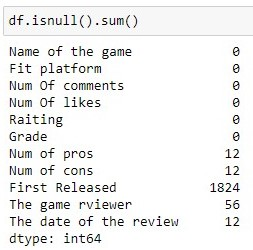 df.isnull().sum()
Name of the game 0
Fit platform 0
Num Of comments 0
Num Of likes 0
Raiting 0
Grade 0
Num of pros 12
Num of cons 12
First Released 1824
The game rviewer 56
The date of the review 12
dtype: int64